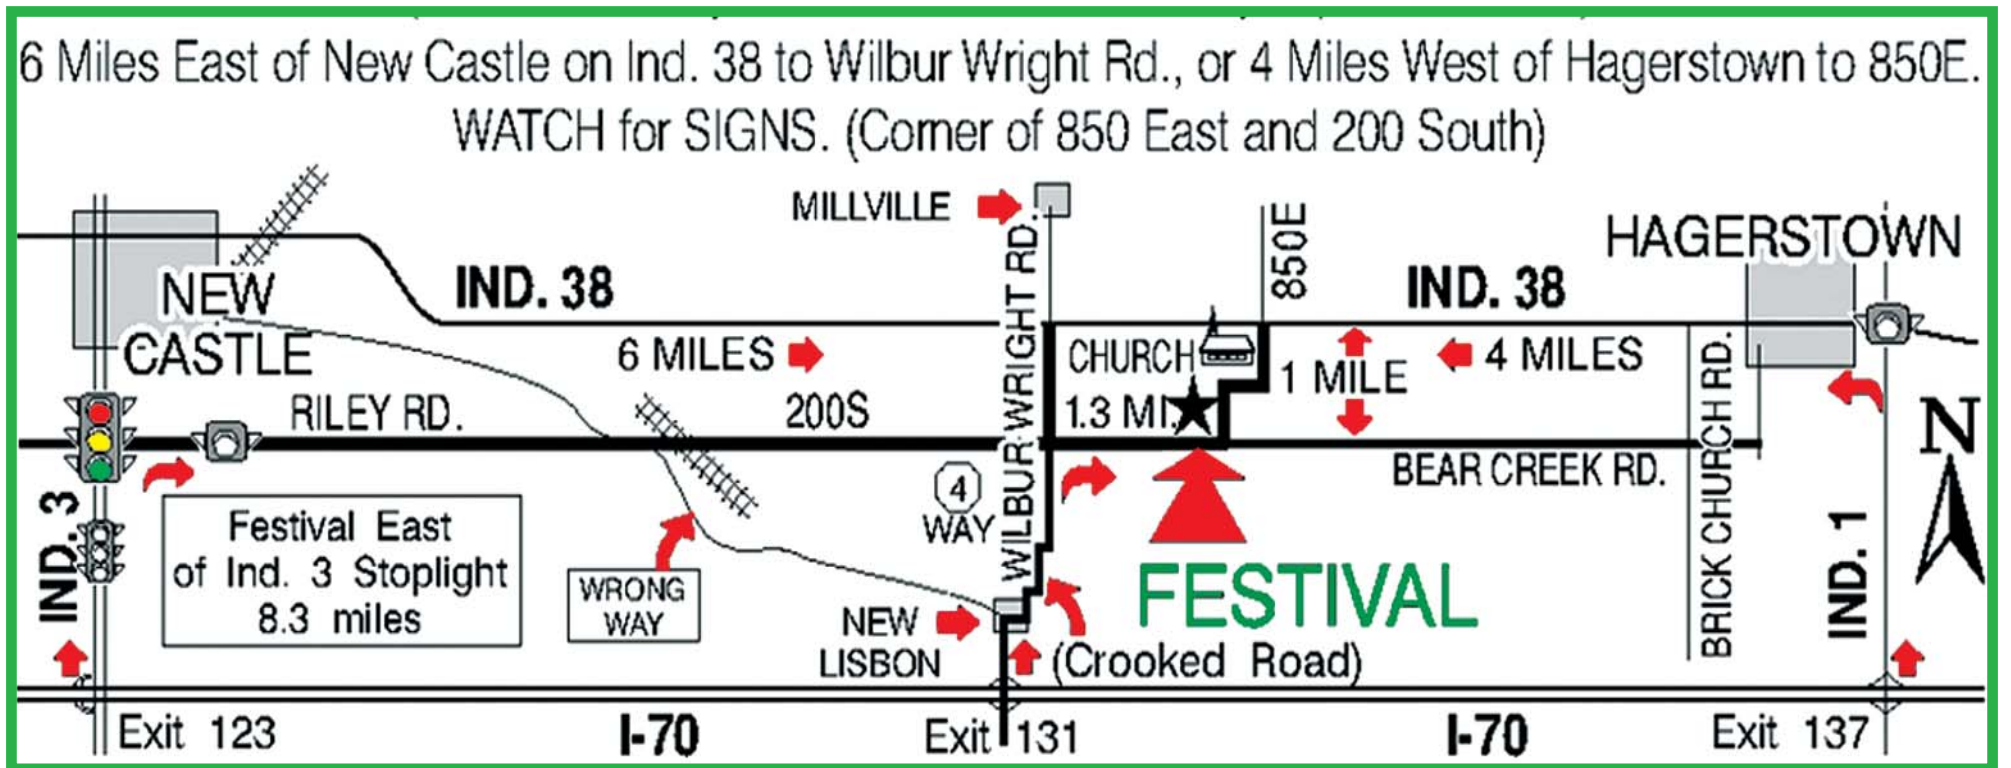 6 Miles East of New Castle on Ind. 38 to Wilbur Wright Rd., or 4 Miles West of Hagerstown to 850E.
WATCH for SIGNS. (Corner of 850 East and 200 South)
MILLVILLE
850E
HAGERSTOWN
NEW
CASTLE
IND. 38
WILBUR WRIGHT RD.
IND. 38
6 MILES
CHURCH
1 MILE
4 MILES
RILEY RD.
200S
1.3 MI.
N
BEAR CREEK RD.
BRICK CHURCH RD.
4
WAY
IND. 3
Festival East
of Ind. 3 Stoplight
8.3 miles
WRONG
WAY
IND. 1
FESTIVAL
NEW
LISBON
(Crooked Road)
Exit 123
I-70
Exit 131
I-70
Exit 137